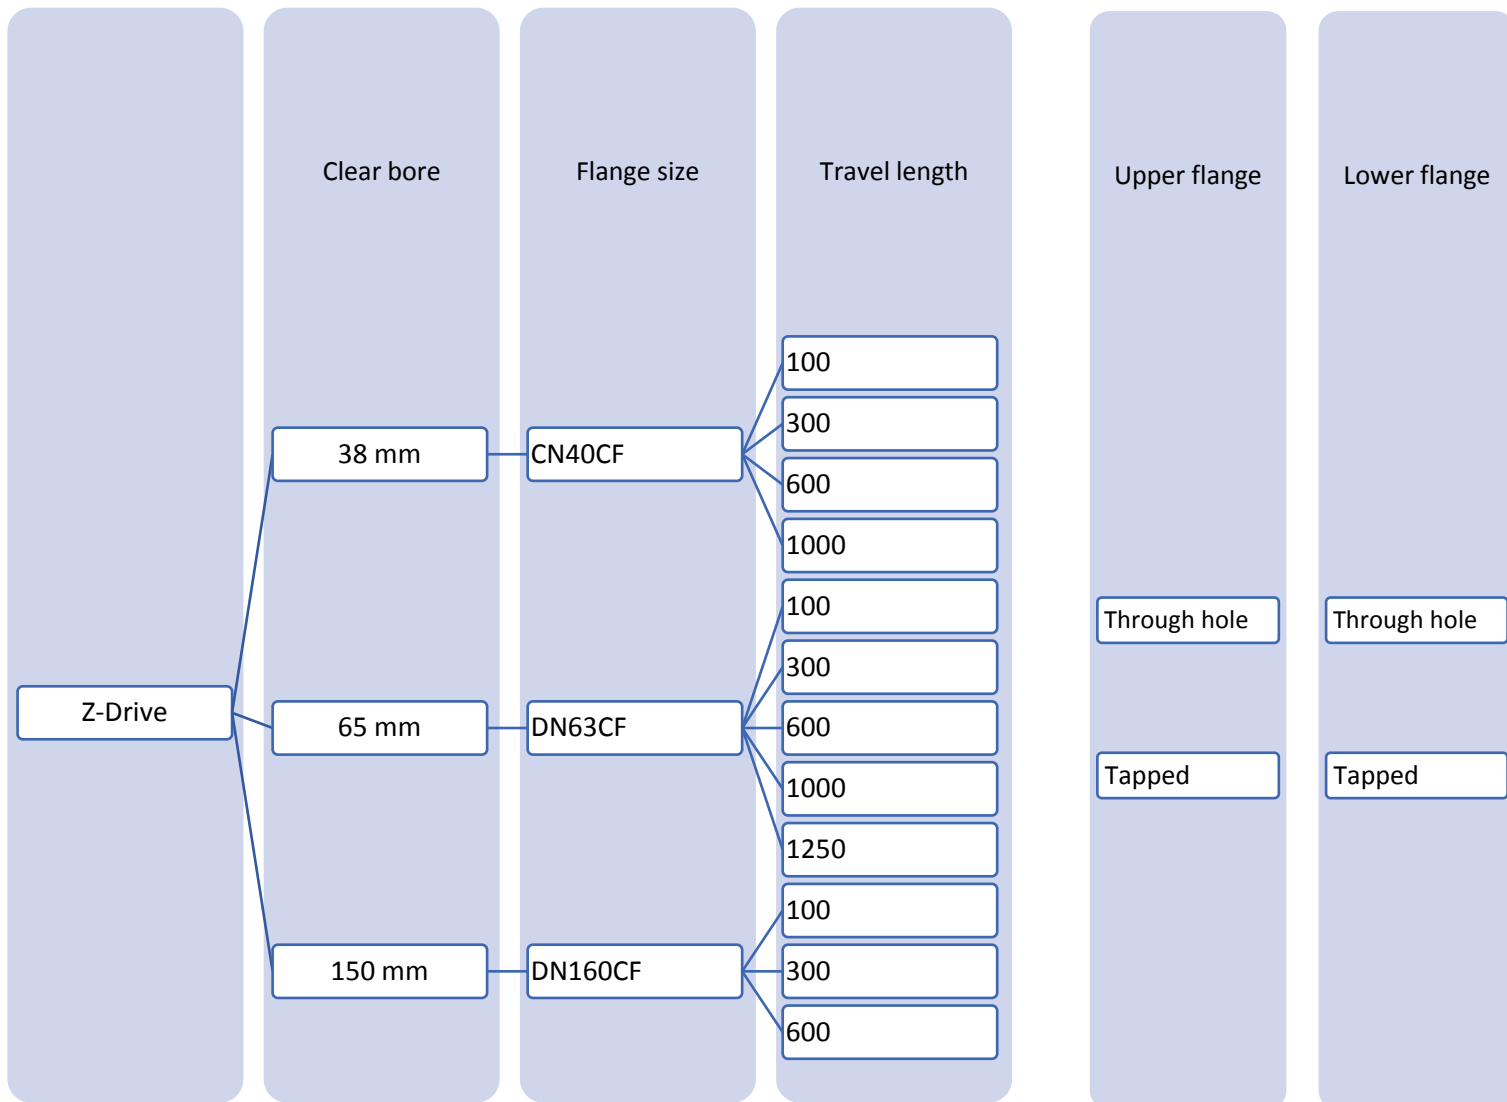 Clear bore
Flange size
Travel length
Upper flange
Lower flange
Z-Drive
38 mm
CN40CF
100
300
600
1000
65 mm
DN63CF
100
300
600
1000
1250
150 mm
DN160CF
100
300
600
Through hole
Tapped
Through hole
Tapped